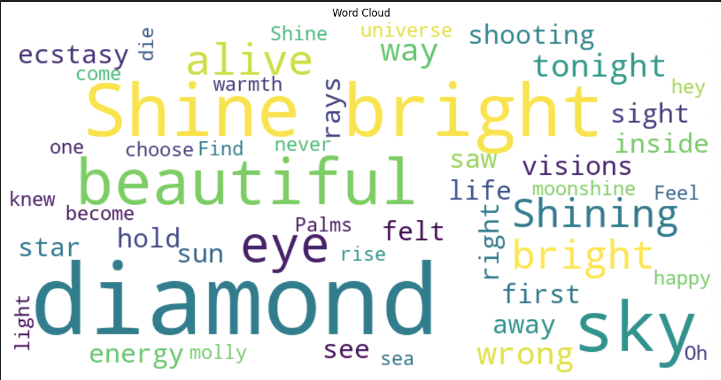 Word Cloud
ecstasy
die
Shine
universe
shooting
come
alive
way
tonight
warmth
hey
Shine bright
rays
sight
one
choose
Find
never
saw
inside
visions
beautiful
life
moonshine
Feel
knew
become
Palms
felt
right
Shining
star
hold
sun
eye
rise
bright
happy
light
diamond
first
away
sky
energy
molly
see
sea
wrong
Oh